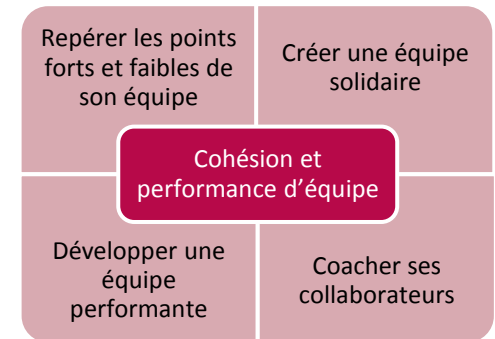 Repérer les points
forts et faibles de
son équipe
Créer une équipe
solidaire
Cohésion et
performance d’équipe
Développer une
équipe
performante
Coacher ses
collaborateurs